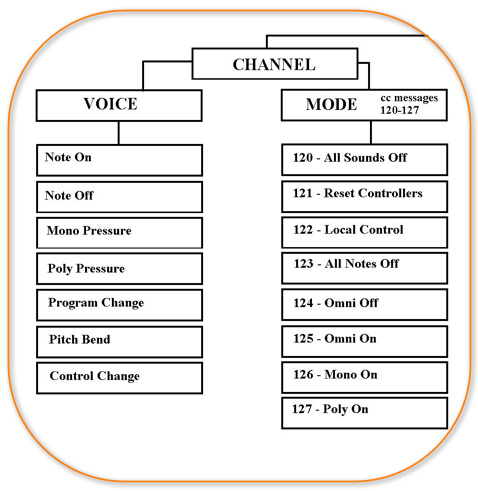 CHANNEL
VOICE
Note On
Note Off
Mono Pressure
Poly Pressure
Program Change
Pitch Bend
Control Change
MODE
cc messages
120-127
120 - All Sounds Off
121 - Reset Controllers
122 - Local Control
123 - All Notes Off
124 - Omni Off
125 - Omni On
126 - Mono On
127 - Poly On